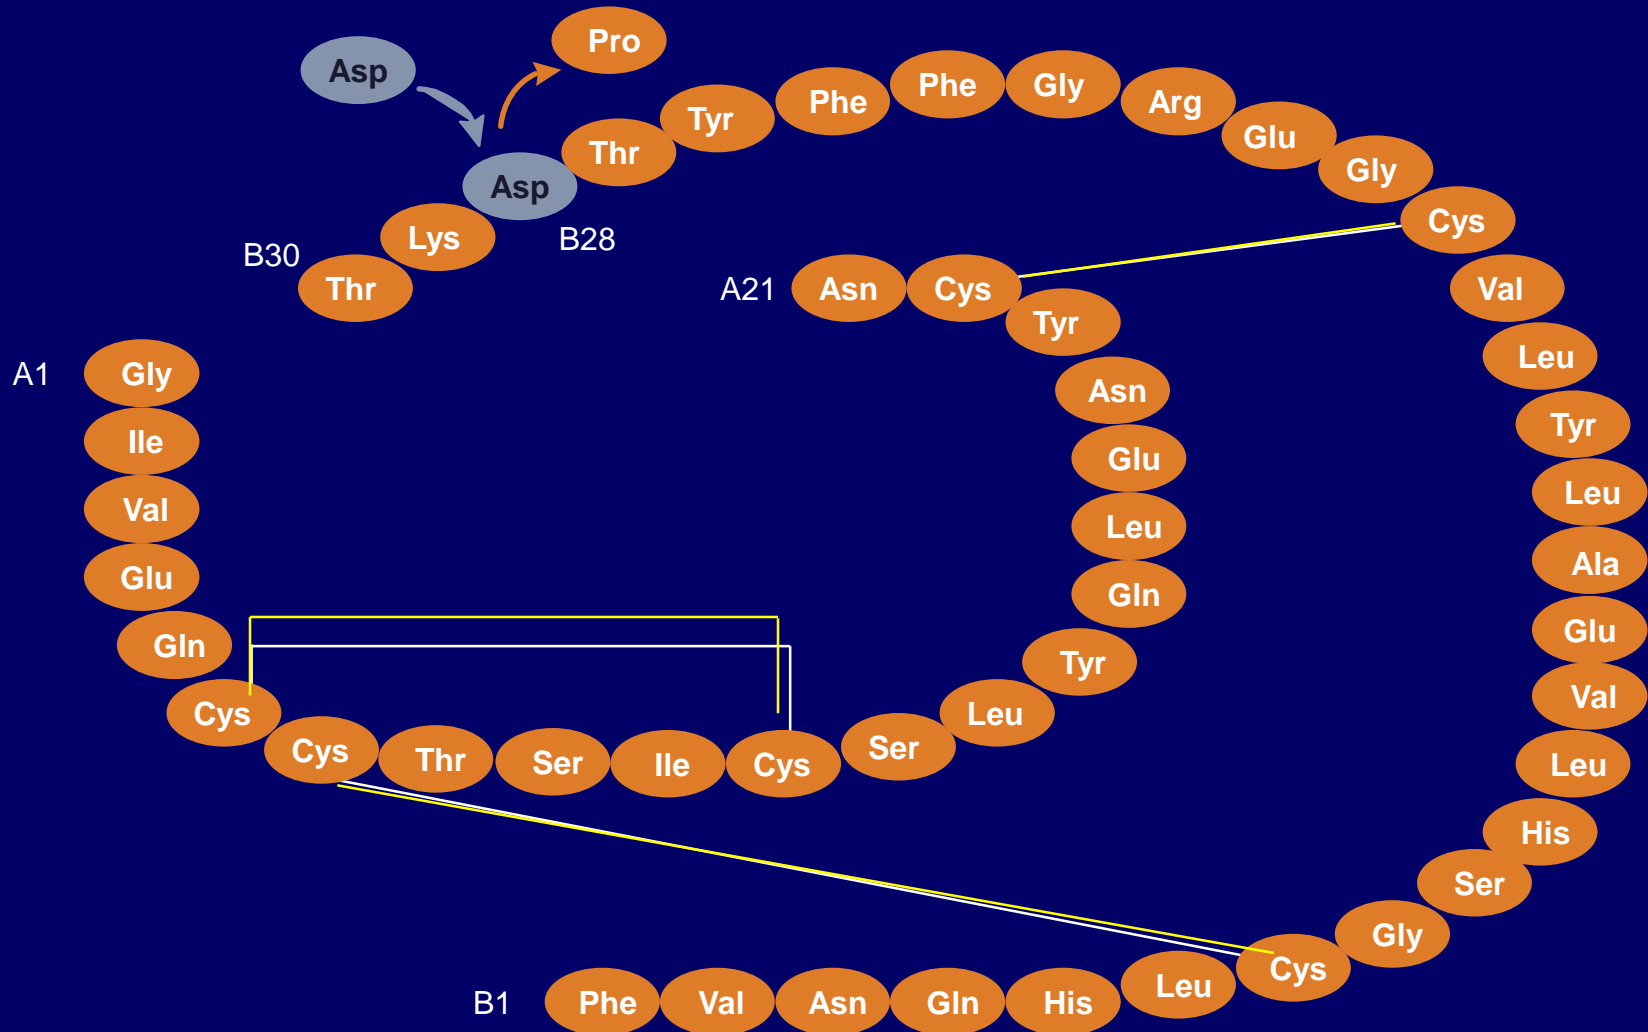 Pro
Asp
Phe
Phe
Gly
Tyr
Arg
Glu
Thr
Gly
Asp
Cys
Lys
B28
B30
Thr
A21
Asn
Cys
Val
Tyr
Leu
A1
Gly
Asn
Tyr
Ile
Glu
Leu
Val
Leu
Ala
Glu
Gln
Glu
Gln
Tyr
Val
Cys
Leu
Cys
Thr
Ser
Ile
Cys
Ser
Leu
His
Ser
Gly
Cys
Leu
B1
Phe
Val
Asn
Gln
His